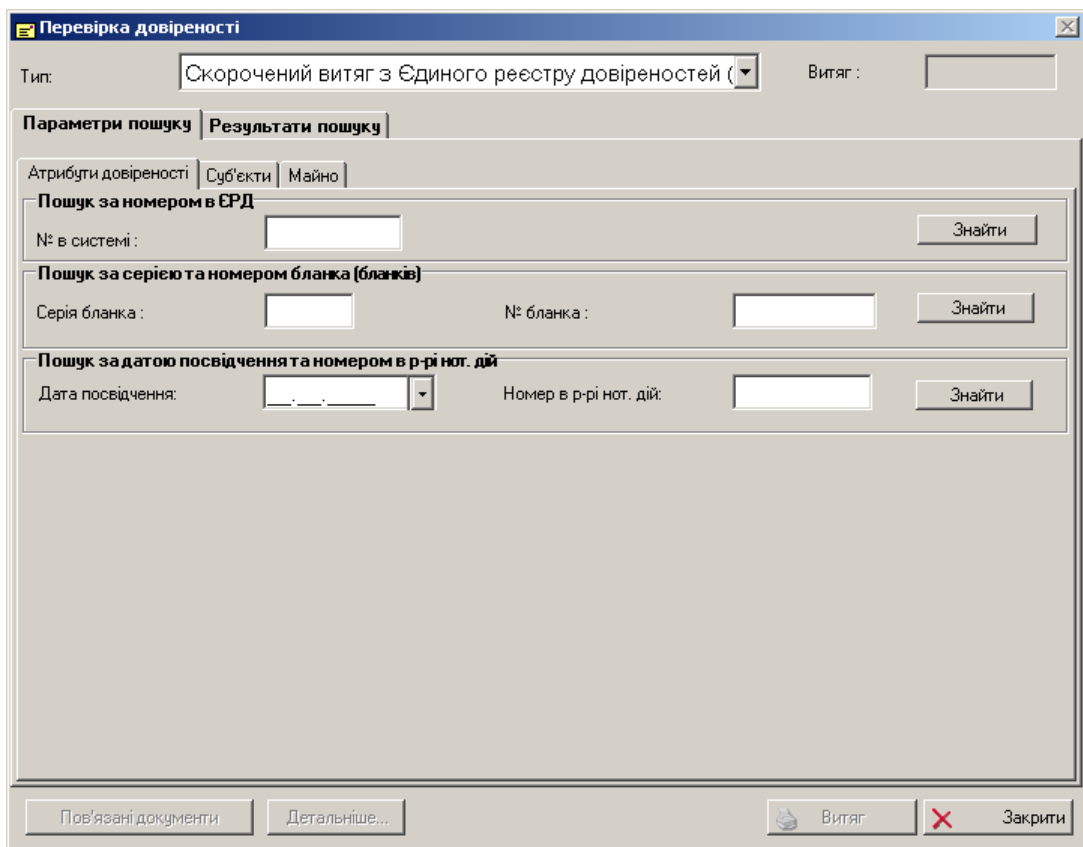 Перевірка довіреності
Тип: Скорочений витяг з Єдиного реєстру довіреностей ( Витяг :
Параметри пошуку Результати пошуку
Атрибути довіреності Суб'єкти Майно
Пошук за номером в ЄРД
№ в системі : Знайти
Пошук за серією та номером бланка (бланків)
Серія бланка : № бланка : Знайти
Пошук за датою посвідчення та номером в р-рі нот. дій
Дата посвідчення: __.__.____ Номер в р-рі нот. дій: Знайти
Пов'язані документи Детальніше... Витяг Закрити